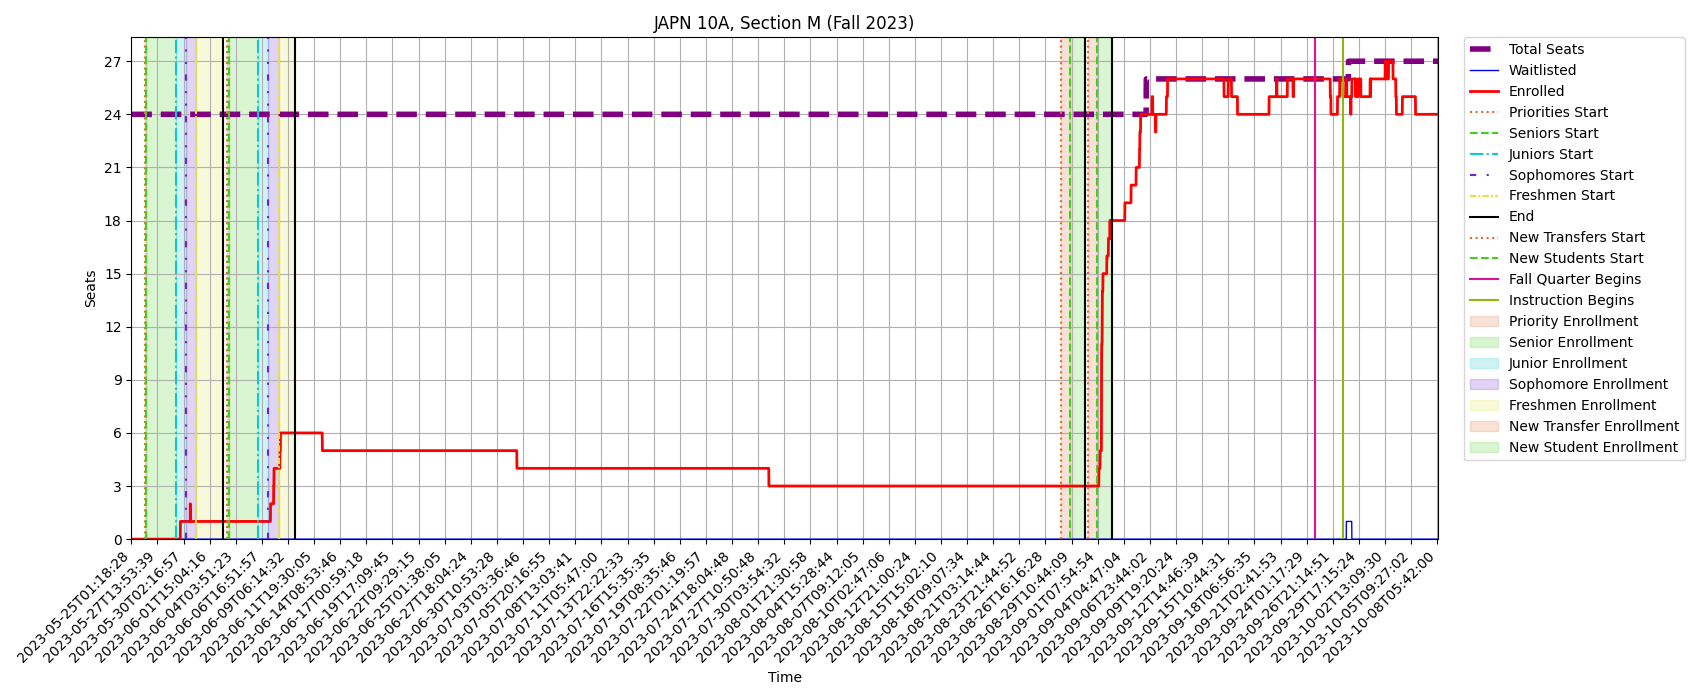 JAPN 10A, Section M (Fall 2023)
Seats
27
24
21
18
15
12
9
6
3
0
2023-05-25T01:18:28
2023-05-27T13:53:39
2023-05-30T02:16:57
2023-06-01T15:04:16
2023-06-04T03:51:23
2023-06-06T16:51:57
2023-06-09T06:14:32
2023-06-11T19:30:05
2023-06-14T08:53:46
2023-06-17T00:59:18
2023-06-19T17:09:45
2023-06-22T09:29:15
2023-06-25T01:38:05
2023-06-27T18:04:24
2023-06-30T10:53:28
2023-07-03T03:36:46
2023-07-05T20:16:55
2023-07-08T13:03:41
2023-07-11T05:47:00
2023-07-13T22:22:33
2023-07-16T15:35:35
2023-07-19T08:35:46
2023-07-22T01:19:57
2023-07-24T18:04:48
2023-07-27T10:50:48
2023-07-30T03:54:32
2023-08-01T21:30:58
2023-08-04T15:28:44
2023-08-07T09:12:05
2023-08-10T02:47:06
2023-08-12T21:00:24
2023-08-15T15:02:10
2023-08-18T09:07:34
2023-08-21T03:14:44
2023-08-23T21:44:52
2023-08-26T16:16:28
2023-08-29T10:44:09
2023-09-01T07:54:54
2023-09-04T04:47:04
2023-09-06T23:44:02
2023-09-09T19:20:24
2023-09-12T14:46:39
2023-09-15T10:44:31
2023-09-18T06:56:35
2023-09-21T02:41:53
2023-09-24T01:17:29
2023-09-26T21:14:51
2023-09-29T17:15:24
2023-10-02T13:09:30
2023-10-05T09:27:02
2023-10-08T05:42:00
Time
Total Seats
Waitlisted
Enrolled
Priorities Start
Seniors Start
Juniors Start
Sophomores Start
Freshmen Start
End
New Transfers Start
New Students Start
Fall Quarter Begins
Instruction Begins
Priority Enrollment
Senior Enrollment
Junior Enrollment
Sophomore Enrollment
Freshmen Enrollment
New Transfer Enrollment
New Student Enrollment